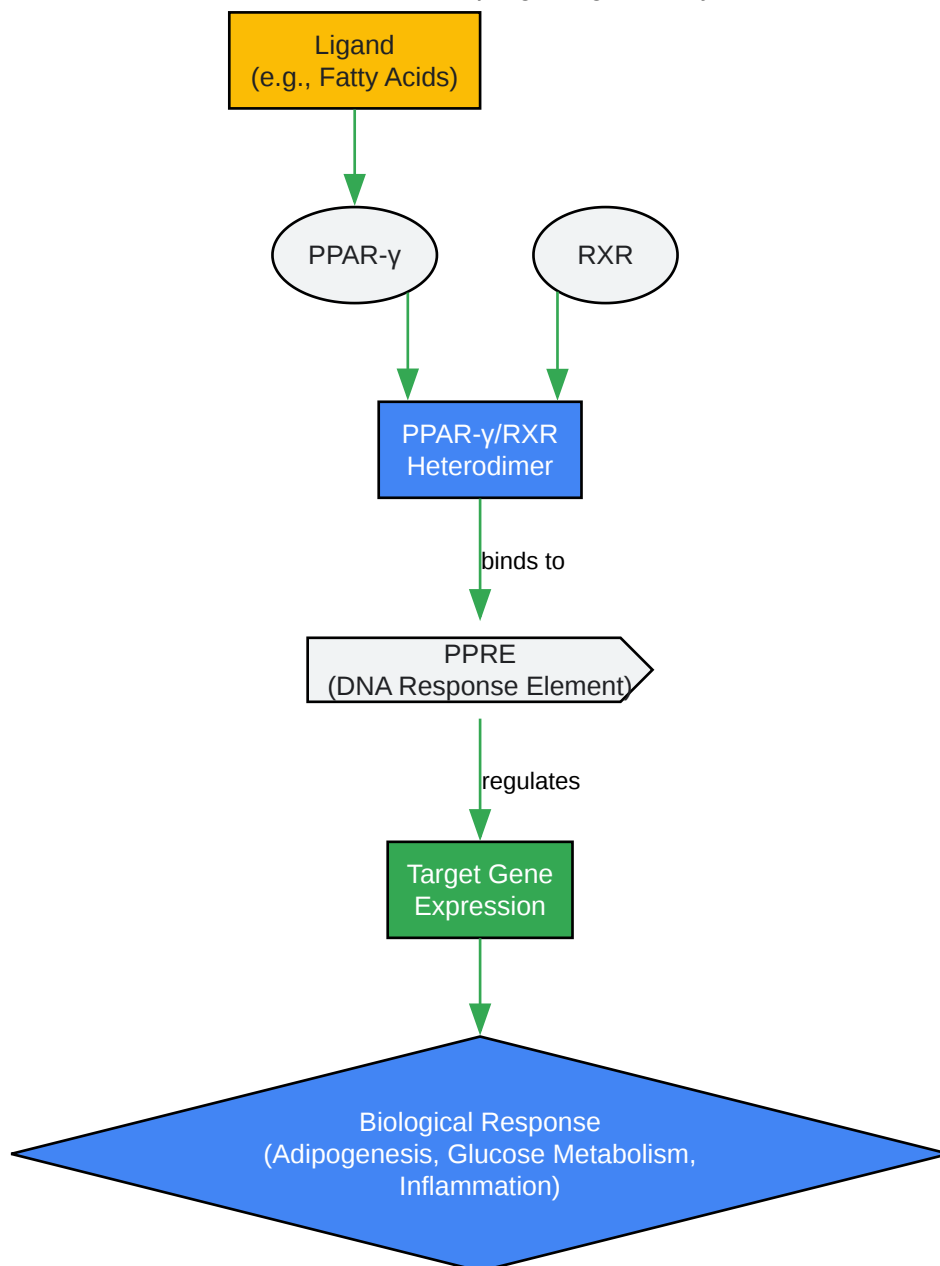 Ligand
(e.g., Fatty Acids)
PPAR-γ
RXR
PPAR-γ/RXR
Heterodimer
binds to
PPRE
(DNA Response Element)
regulates
Target Gene
Expression
Biological Response
(Adipogenesis, Glucose Metabolism,
Inflammation)